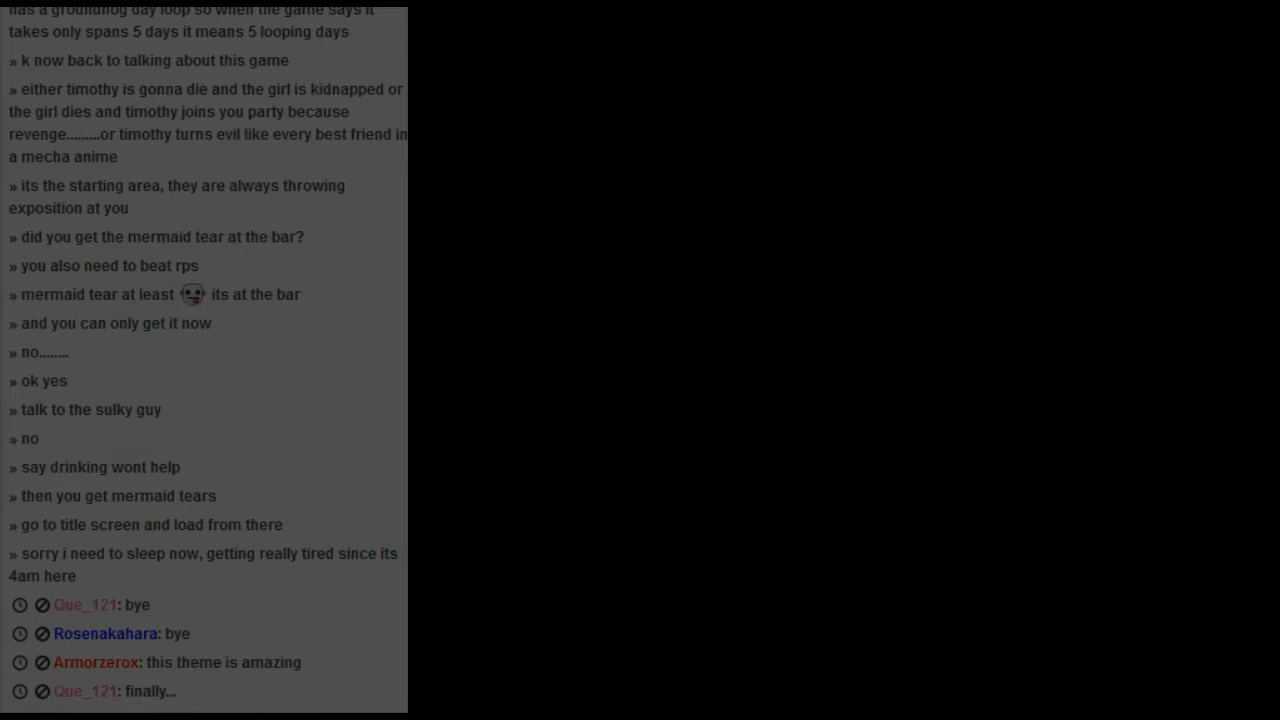 has a groundhog day loop so when the game says it
takes only spans 5 days it means 5 looping days
» k now back to talking about this game
» either timothy is gonna die and the girl is kidnapped or
the girl dies and timothy joins you party because
revenge.........or timothy turns evil like every best friend in
a mecha anime
» its the starting area, they are always throwing
exposition at you
» did you get the mermaid tear at the bar?
» you also need to beat rps
» mermaid tear at least its at the bar
» and you can only get it now
» no........
» ok yes
» talk to the sulky guy
» no
» say drinking wont help
» then you get mermaid tears
» go to title screen and load from there
» sorry i need to sleep now, getting really tired since its
4am here
Que_121: bye
Rosenakahara: bye
Armorzerox: this theme is amazing
Que_121: finally...